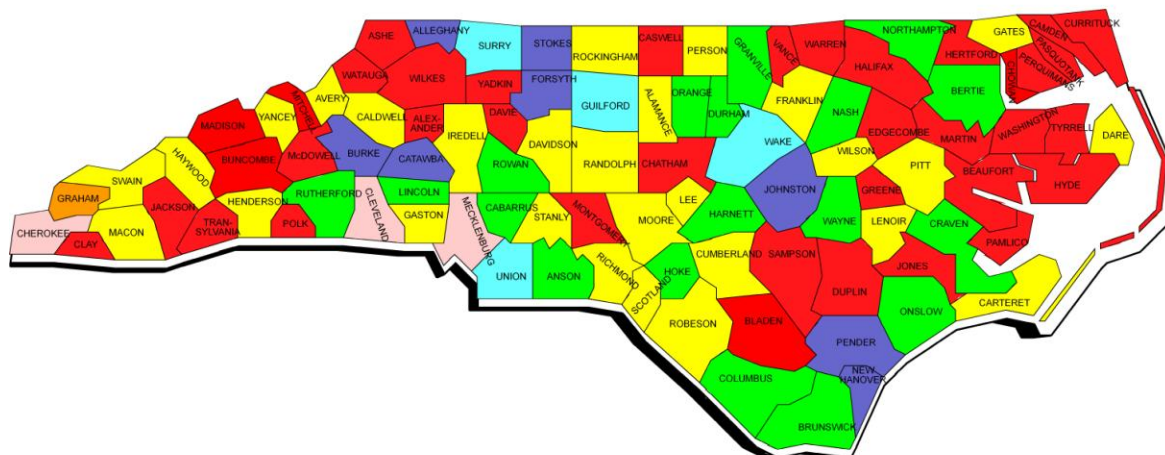 ALLEGHANY
NORTHAMPTON
GATES
CAMDEN
CURRITUCK
ASHE
SURRY
STOKES
ROCKINGHAM
CASWELL
PERSON
GRANVILLE
VANCE
WARREN
HERTFORD
PASQUOTANK
PERQUIMANS
CHOWAN
WATAUGA
WILKES
YADKIN
FORSYTH
GUILFORD
ALAMANCE
ORANGE
DURHAM
FRANKLIN
HALIFAX
BERTIE
MITCHELL
AVERY
CALDWELL
ALEX-
ANDER
DAVIE
IREDELL
DAVIDSON
RANDOLPH
CHATHAM
WAKE
NASH
EDGECOMBE
MARTIN
WASHINGTON
TYRRELL
DARE
MADISON
YANCEY
McDOWELL
BURKE
CATAWBA
ROWAN
WILSON
PITT
BEAUFORT
HYDE
HAYWOOD
BUNCOMBE
SWAIN
GRAHAM
JACKSON
HENDERSON
RUTHERFORD
CLEVELAND
LINCOLN
GASTON
MECKLENBURG
CABARRUS
STANLY
MONTGOMERY
MOORE
LEE
HARNETT
JOHNSTON
WAYNE
GREENE
LENOIR
CRAVEN
PAMLICO
CHEROKEE
CLAY
MACON
TRAN-
SYLVANIA
POLK
UNION
ANSON
RICHMOND
SCOTLAND
HOKE
CUMBERLAND
SAMPSON
DUPLIN
JONES
CARTERET
ONSLOW
ROBESON
BLADEN
PENDER
NEW
HANOVER
COLUMBUS
BRUNSWICK